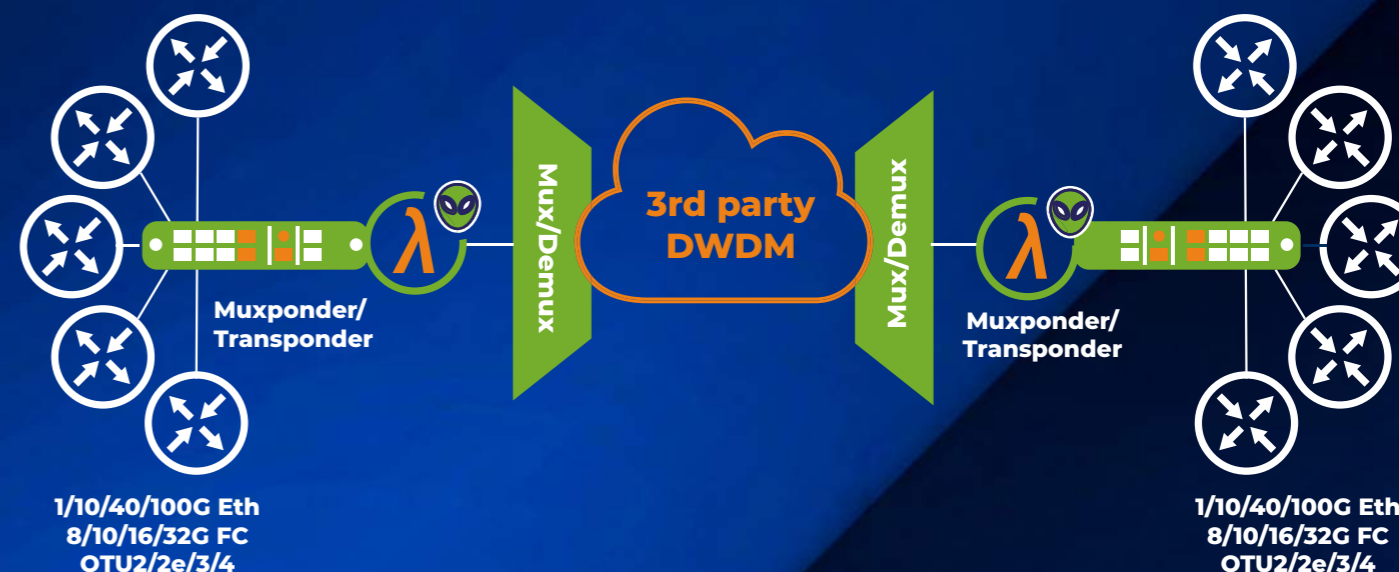 Mux/Demux
3rd party
DWDM
Mux/Demux
λ
λ
Muxponder/
Transponder
Muxponder/
Transponder
1/10/40/100G Eth
8/10/16/32G FC
OTU2/2e/3/4
1/10/40/100G Eth
8/10/16/32G FC
OTU2/2e/3/4